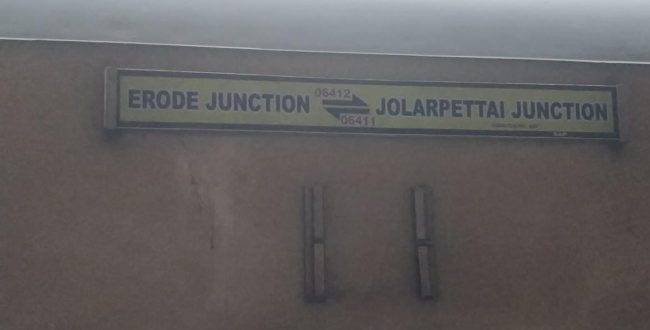 ERODE JUNCTION 06412 JOLARPETTAI JUNCTION
06411